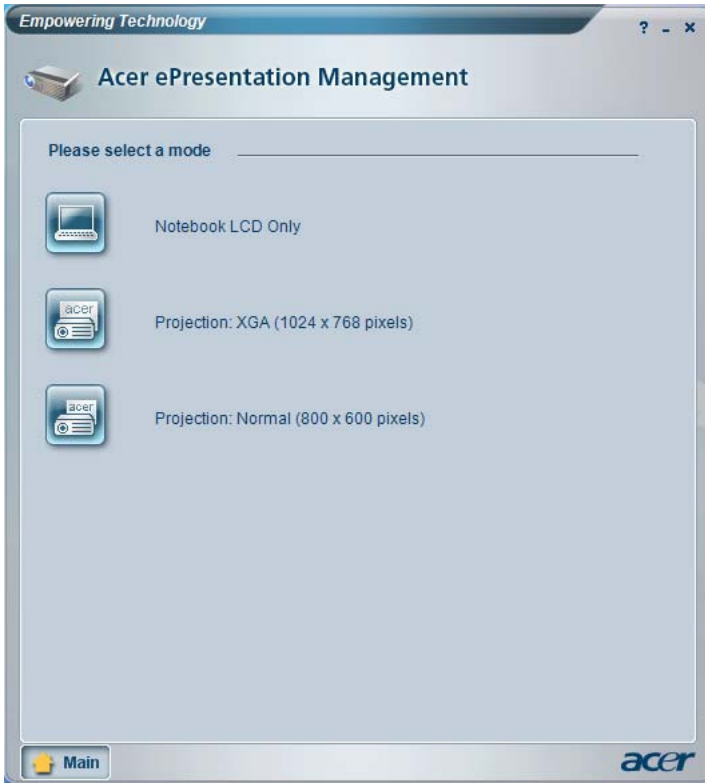 Empowering Technology
? - ×
Acer ePresentation Management
Please select a mode
Notebook LCD Only
acer
Projection: XGA (1024 x 768 pixels)
acer
Projection: Normal (800 x 600 pixels)
Main
acer